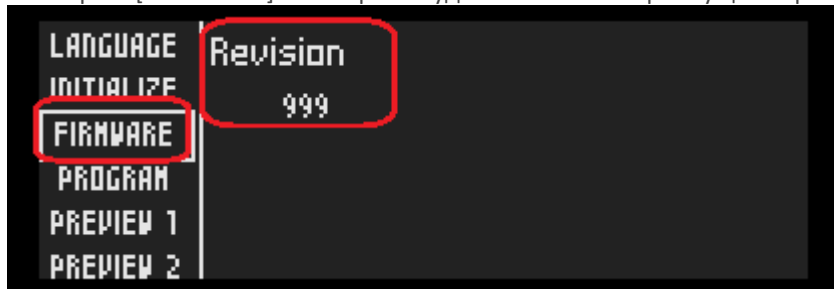 LANGUAGE
INITIALIZE
FIRMWARE
PROGRAM
PREVIEW 1
PREVIEW 2
Revision
999